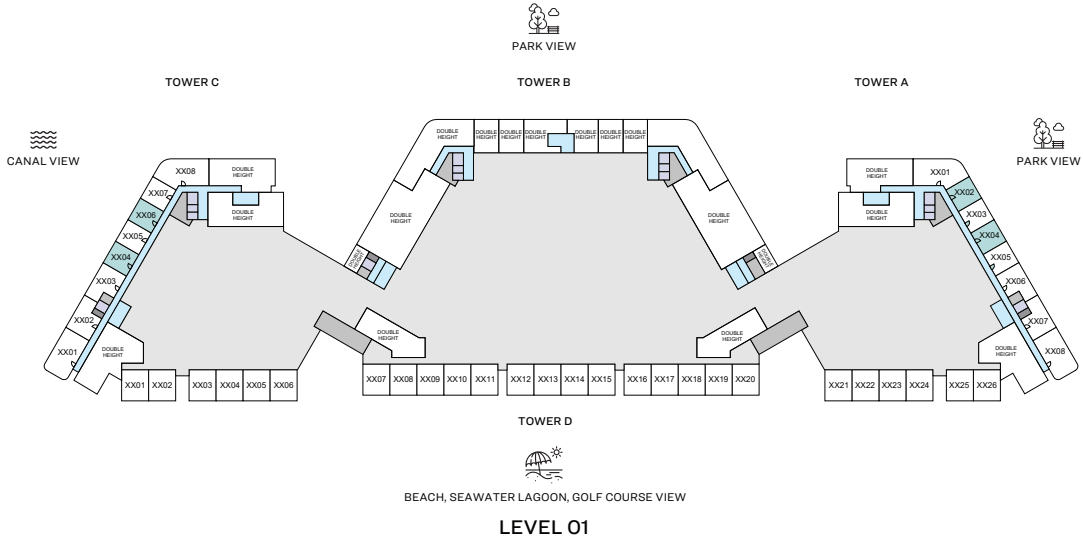 PARK VIEW
TOWER C
TOWER B
TOWER A
CANAL VIEW
PARK VIEW
XX08
DOUBLE
HEIGHT
XX07
DOUBLE
HEIGHT
XX06
XX05
XX04
XX03
XX02
XX01
DOUBLE
HEIGHT
DOUBLE
HEIGHT
DOUBLE
HEIGHT
DOUBLE
HEIGHT
DOUBLE
HEIGHT
DOUBLE
HEIGHT
DOUBLE
HEIGHT
DOUBLE
HEIGHT
DOUBLE
HEIGHT
DOUBLE
HEIGHT
DOUBLE
HEIGHT
DOUBLE
HEIGHT
DOUBLE
HEIGHT
DOUBLE
HEIGHT
XX01
DOUBLE
HEIGHT
XX02
XX03
XX04
XX05
XX06
XX07
XX08
DOUBLE
HEIGHT
DOUBLE
HEIGHT
DOUBLE
HEIGHT
XX01 XX02 XX03 XX04 XX05 XX06 XX07 XX08 XX09 XX10 XX11 XX12 XX13 XX14 XX15 XX16 XX17 XX18 XX19 XX20 XX21 XX22 XX23 XX24 XX25 XX26
TOWER D
BEACH, SEAWATER LAGOON, GOLF COURSE VIEW
LEVEL 01